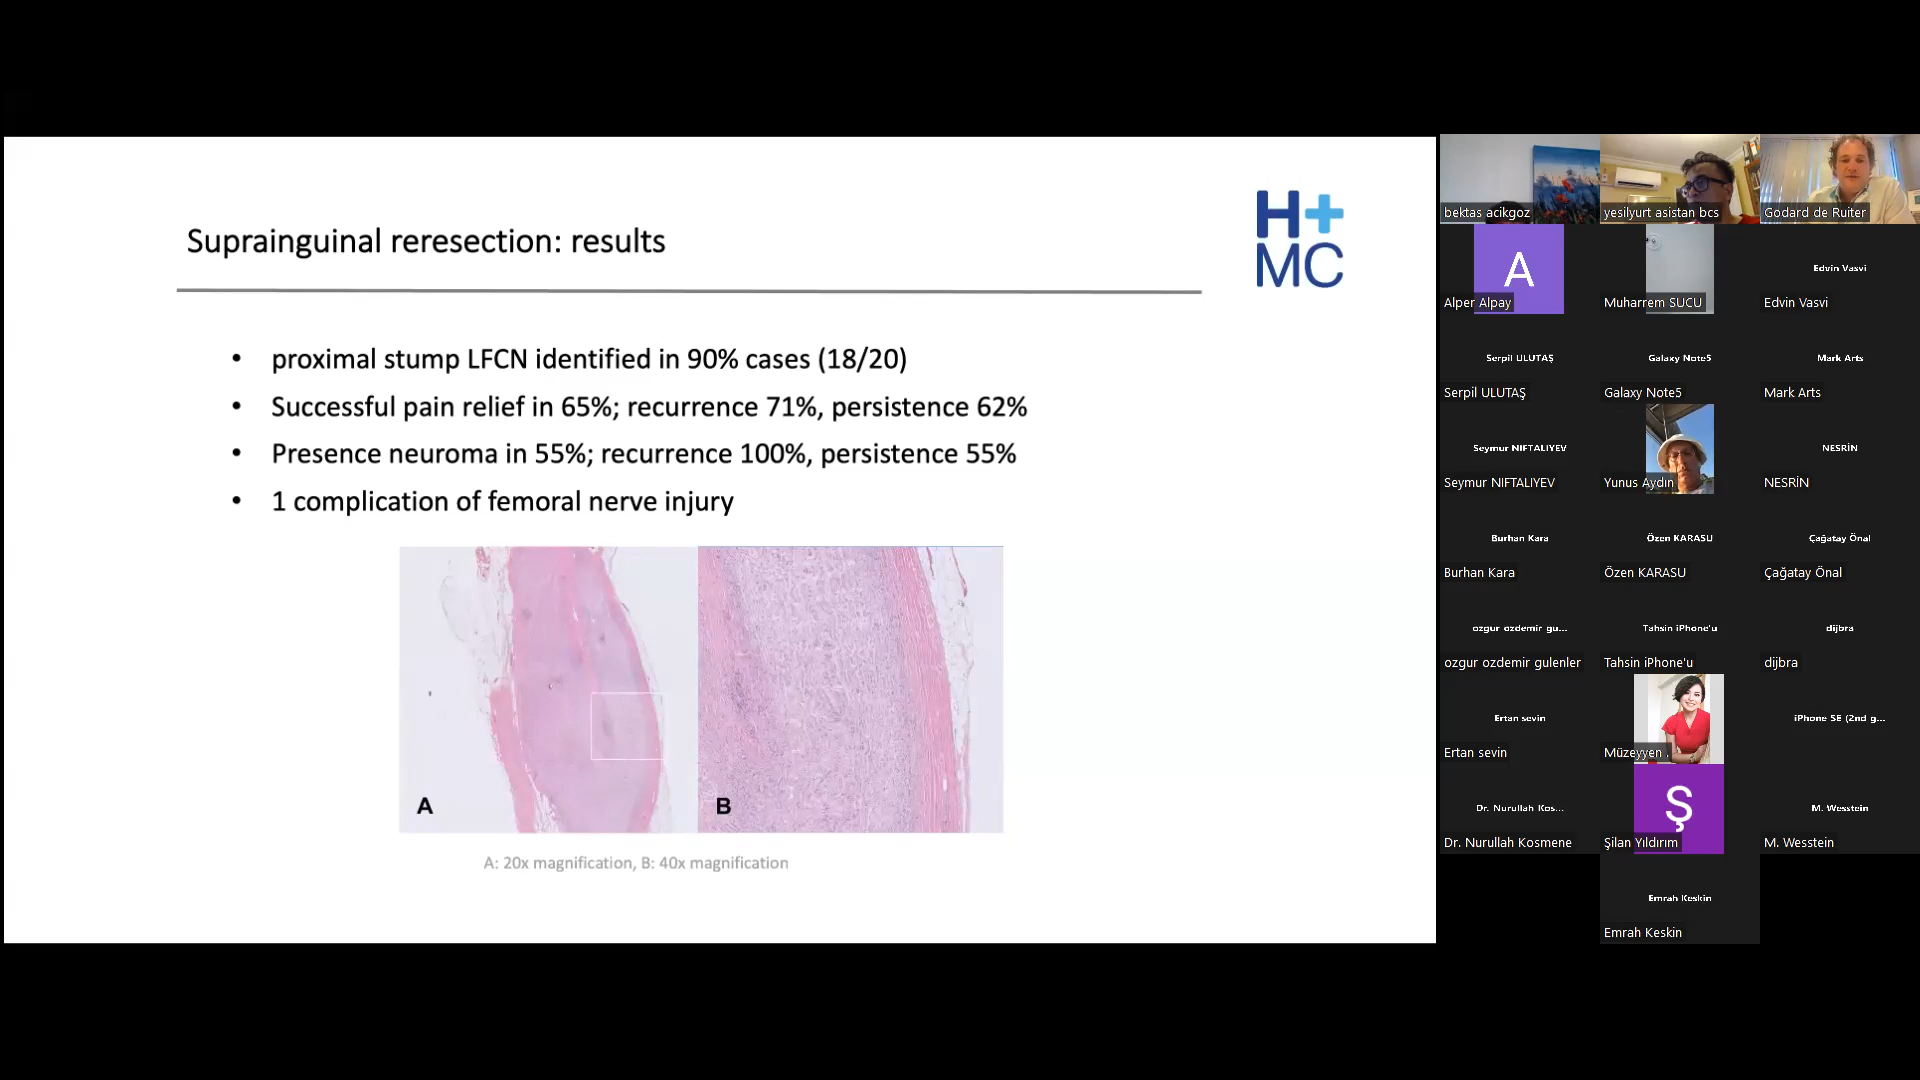 Suprainguinal reresection: results
H+
MC
• proximal stump LFCN identified in 90% cases (18/20)
• Successful pain relief in 65%; recurrence 71%, persistence 62%
• Presence neuroma in 55%; recurrence 100%, persistence 55%
• 1 complication of femoral nerve injury
A
B
A: 20x magnification, B: 40x magnification
bektas acikgoz
yesilyurt asistan bcs
Godard de Ruiter
A
Alper Alpay
Muharrem SUCU
Edvin Vasvi
Edvin Vasvi
Serpil ULUTAŞ
Serpil ULUTAŞ
Galaxy Note5
Galaxy Note5
Mark Arts
Mark Arts
Seymur NIFTALIYEV
Seymur NIFTALIYEV
Yunus Aydın
NESRİN
NESRİN
Burhan Kara
Burhan Kara
Özen KARASU
Özen KARASU
Çağatay Önal
Çağatay Önal
ozgur ozdemir gu...
ozgur ozdemir gulenler
Tahsin iPhone'u
Tahsin iPhone'u
dijbra
dijbra
Ertan sevin
Ertan sevin
Müzeyyen .
iPhone SE (2nd g...
Dr. Nurullah Kos...
Dr. Nurullah Kosmene
Ş
Şilan Yıldırım
M. Wesstein
M. Wesstein
Emrah Keskin
Emrah Keskin